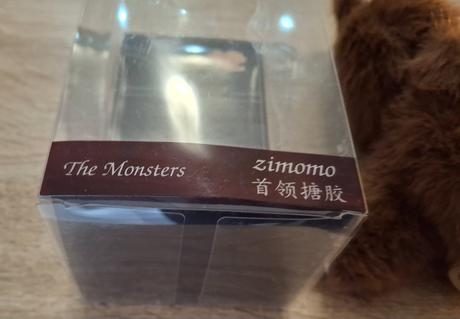 The Monsters
zimomo
首领搪胶